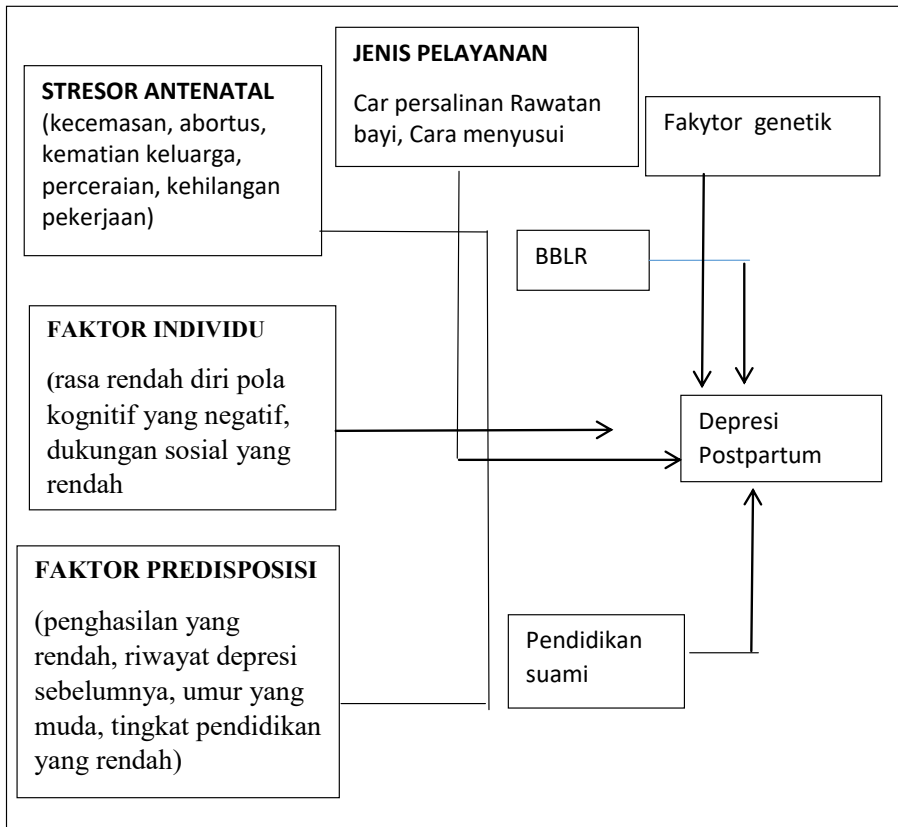 STRESOR ANTENATAL
(kecemasan, abortus,
kematian keluarga,
perceraian, kehilangan
pekerjaan)
JENIS PELAYANAN
Car persalinan Rawatan
bayi, Cara menyusui
Fakytor genetik
BBLR
FAKTOR INDIVIDU
(rasa rendah diri pola
kognitif yang negatif,
dukungan sosial yang
rendah
Depresi
Postpartum
FAKTOR PREDISPOSISI
(penghasilan yang
rendah, riwayat depresi
sebelumnya, umur yang
muda, tingkat pendidikan
yang rendah)
Pendidikan
suami